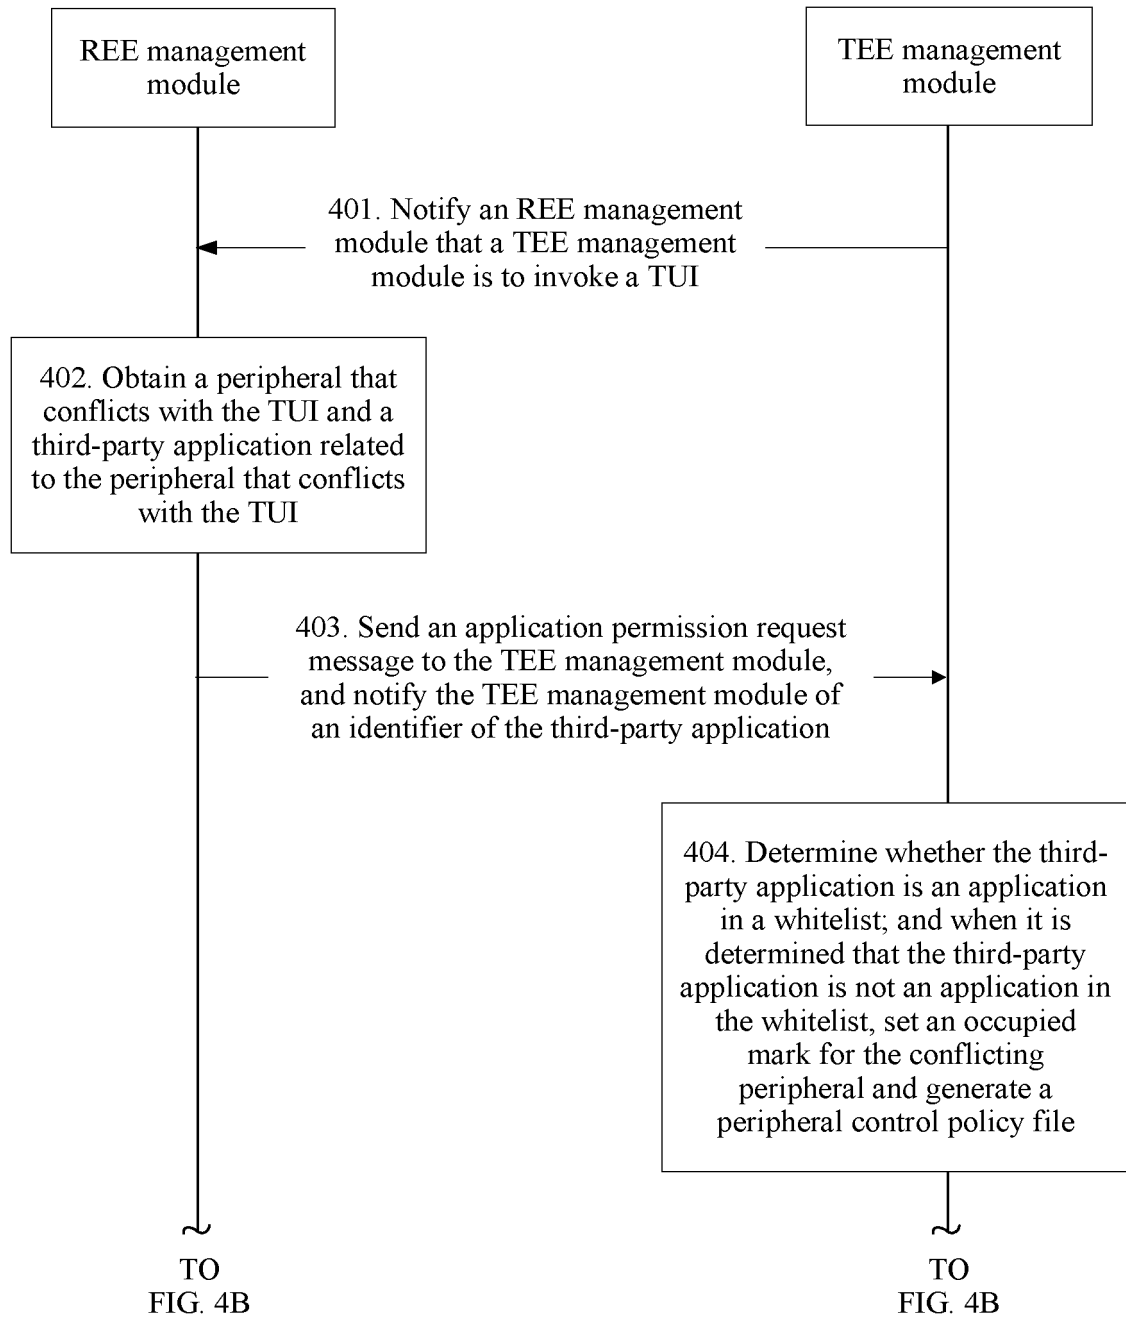 REE management
module
TEE management
module
401. Notify an REE management
module that a TEE management
module is to invoke a TUI
402. Obtain a peripheral that
conflicts with the TUI and a
third-party application related
to the peripheral that conflicts
with the TUI
403. Send an application permission request
message to the TEE management module,
and notify the TEE management module of
an identifier of the third-party application
404. Determine whether the third-
party application is an application
in a whitelist; and when it is
determined that the third-party
application is not an application in
the whitelist, set an occupied
mark for the conflicting
peripheral and generate a
peripheral control policy file
TO
FIG. 4B
TO
FIG. 4B